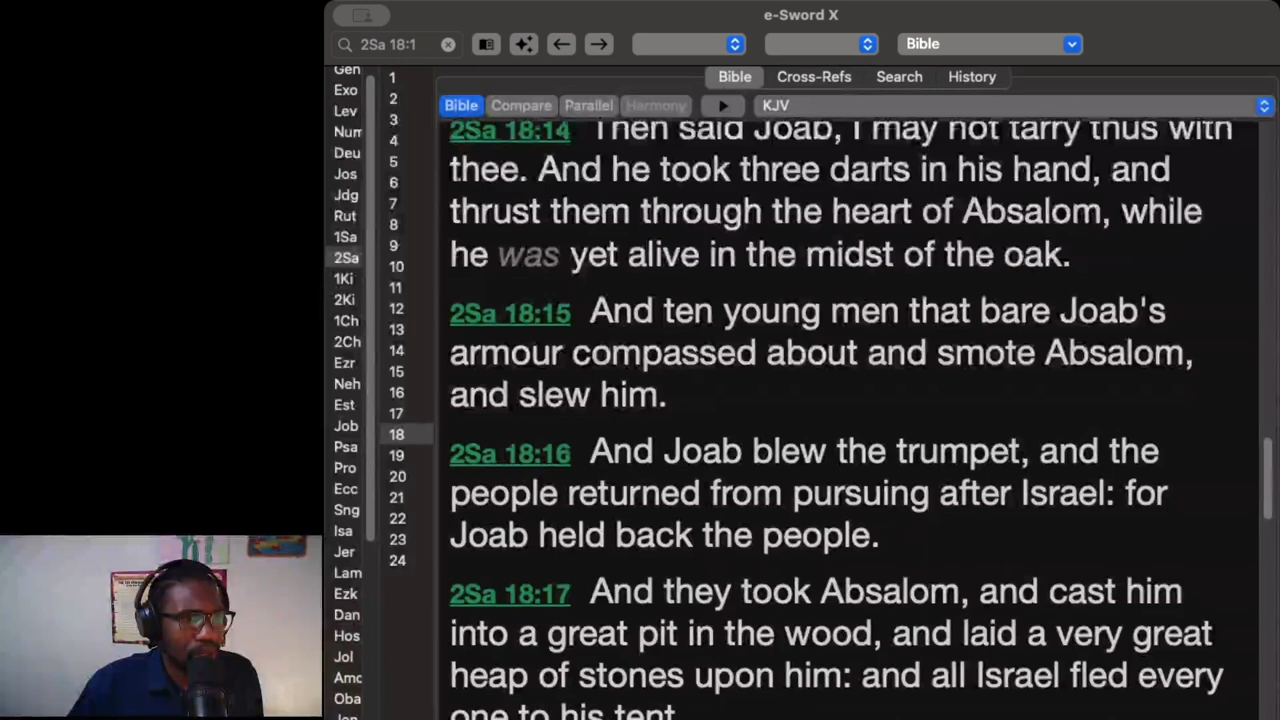 e-Sword X
2Sa 18:1
Bible
Bible Cross-Refs Search History
Bible Compare Parallel Harmony
KJV
Gen
Exo
Lev
Num
Deu
Jos
Jdg
Rut
1Sa
2Sa
1Ki
2Ki
1Ch
2Ch
Ezr
Neh
Est
Job
Psa
Pro
Ecc
Sng
Isa
Jer
Lam
Ezk
Dan
Hos
Jol
Amo
Oba
Jon
1
2
3
4
5
6
7
8
9
10
11
12
13
14
15
16
17
18
19
20
21
22
23
24
2Sa 18:14 Then said Joab, I may not tarry thus with
thee. And he took three darts in his hand, and
thrust them through the heart of Absalom, while
he was yet alive in the midst of the oak.
2Sa 18:15 And ten young men that bare Joab's
armour compassed about and smote Absalom,
and slew him.
2Sa 18:16 And Joab blew the trumpet, and the
people returned from pursuing after Israel: for
Joab held back the people.
2Sa 18:17 And they took Absalom, and cast him
into a great pit in the wood, and laid a very great
heap of stones upon him: and all Israel fled every
one to his tent.